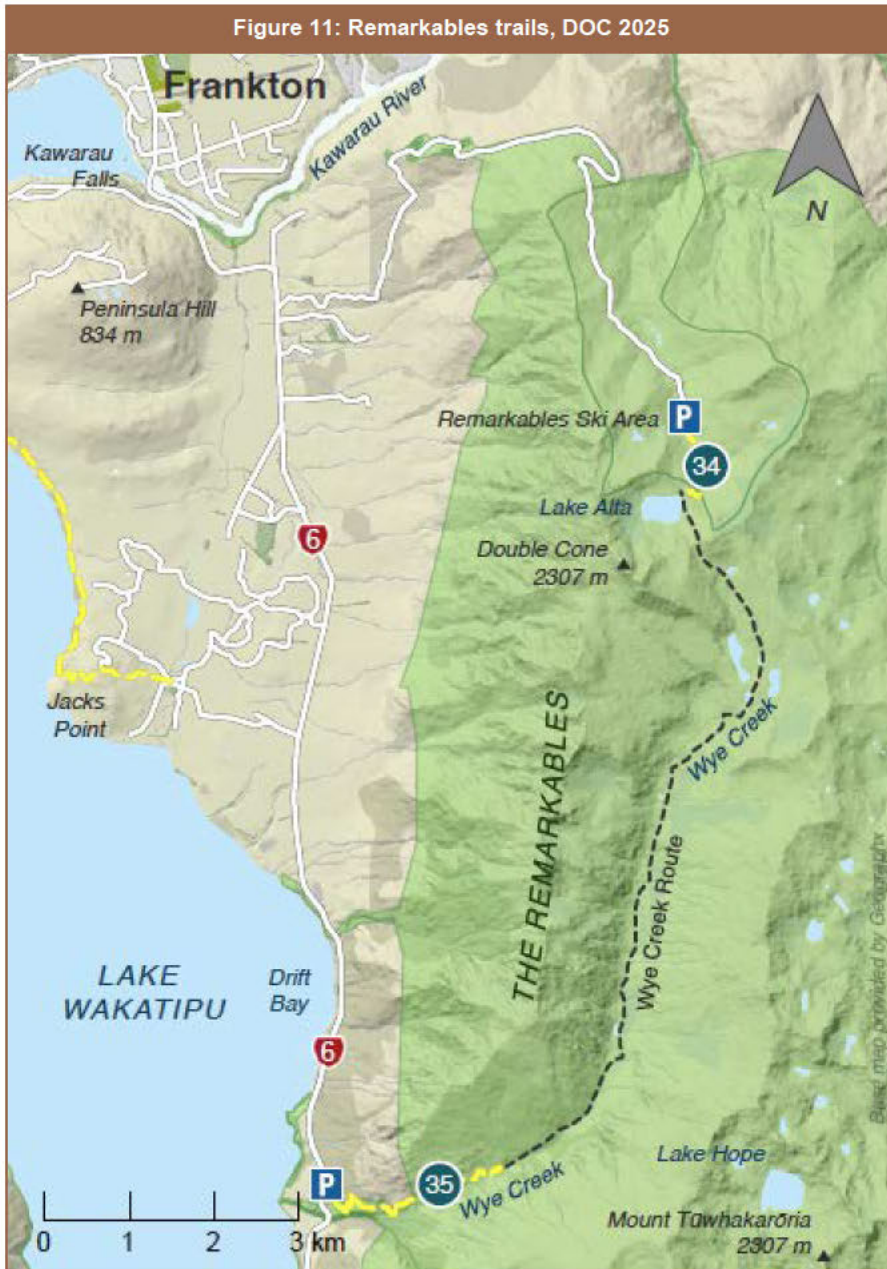 Figure 11: Remarkables trails, DOC 2025
Frankton
Kawarau River
Kawarau
Falls
N
Peninsula Hill
834 m
Remarkables Ski Area
P
34
Lake Alta
6
Double Cone
2307 m
Jacks
Point
Wye Creek
THE REMARKABLES
Wye Creek Route
LAKE
WAKATIPU
Drift
Bay
6
Base map provided by Geographx
Lake Hope
P
35
Wye Creek
0 1 2 3 km
Mount Tūwhakarōria
2307 m